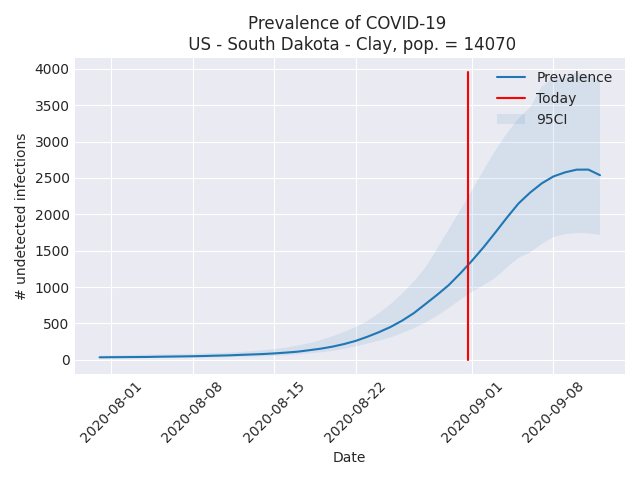 Prevalence of COVID-19
US - South Dakota - Clay, pop. = 14070
4000
3500
3000
2500
2000
1500
1000
500
0
# undetected infections
Prevalence
Today
95CI
2020-08-01
2020-08-08
2020-08-15
2020-08-22
2020-09-01
2020-09-08
Date